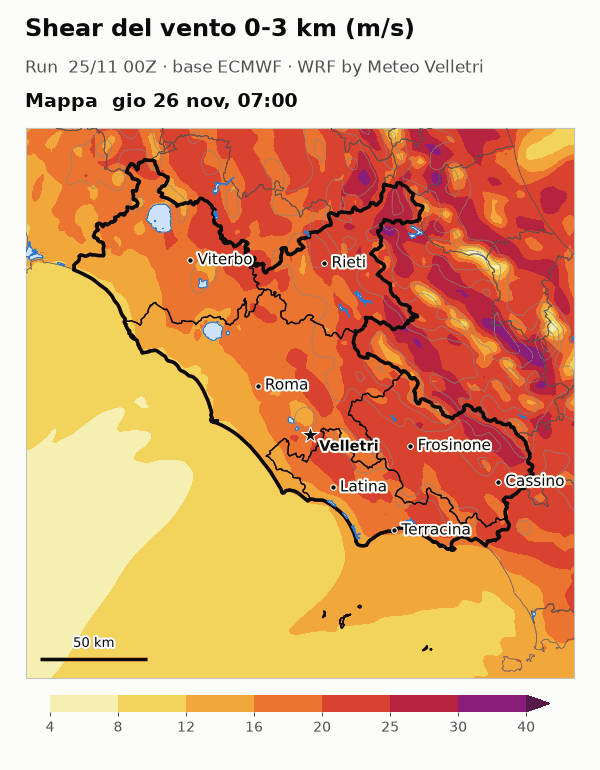 Shear del vento 0-3 km (m/s)
Run  25/11 00Z · base ECMWF · WRF by Meteo Velletri
Mappa  gio 26 nov, 07:00
Viterbo
Rieti
Roma
Velletri
Frosinone
Cassino
Latina
Terracina
50 km
4 8 12 16 20 25 30 40